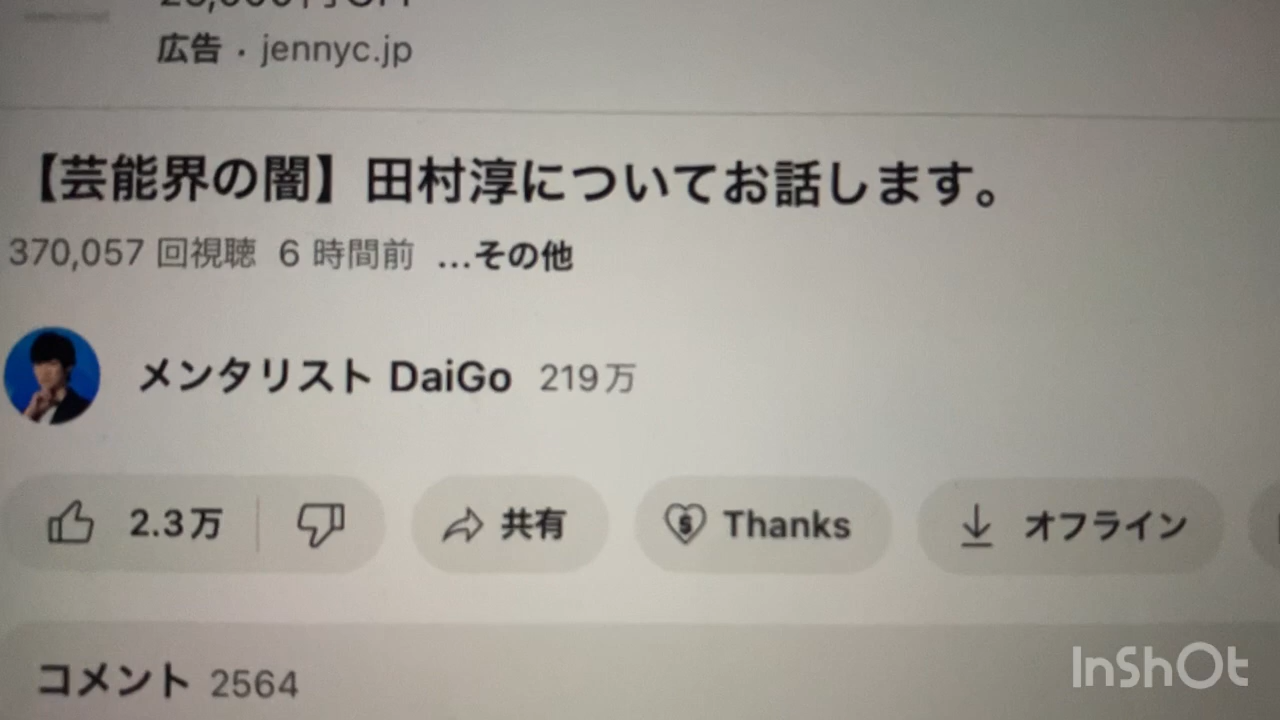 広告・jennyc.jp
【芸能界の闇】田村淳についてお話します。
370,057 回視聴 6 時間前 ...その他
メンタリスト DaiGo 219万
2.3万 共有 Thanks オフライン
コメント 2564
InShOt